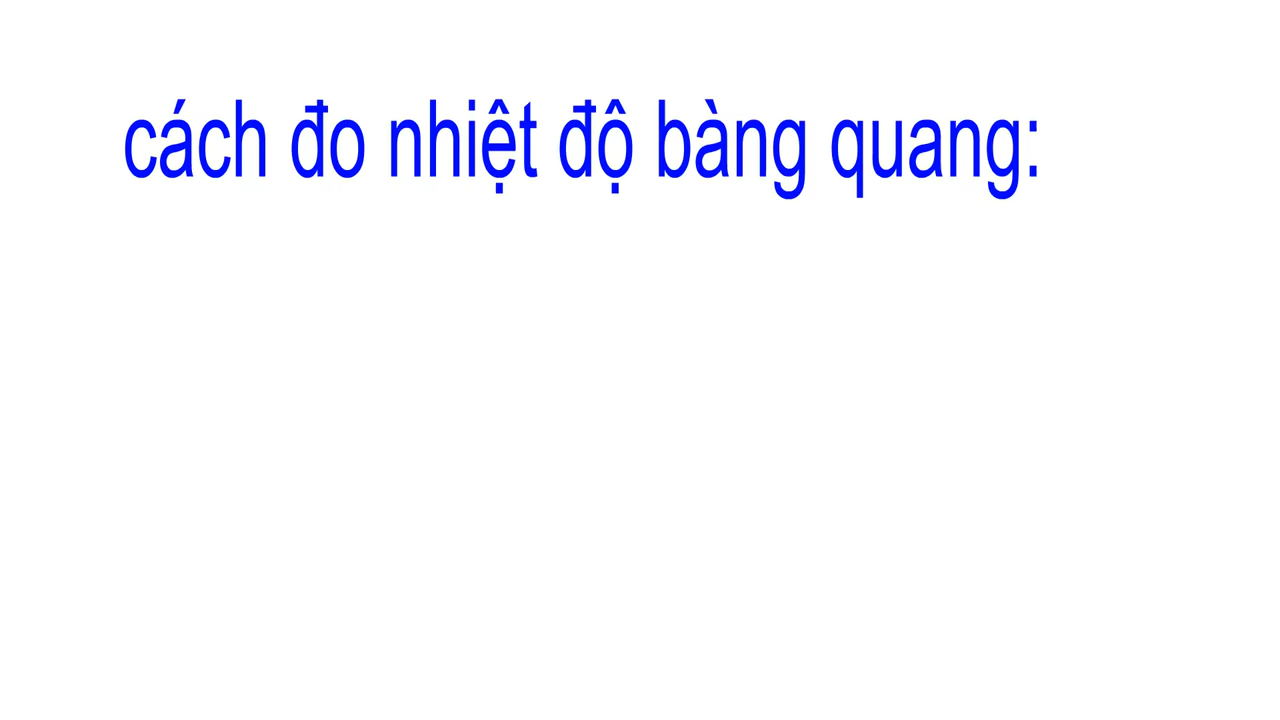 cách đo nhiệt độ bàng quang: